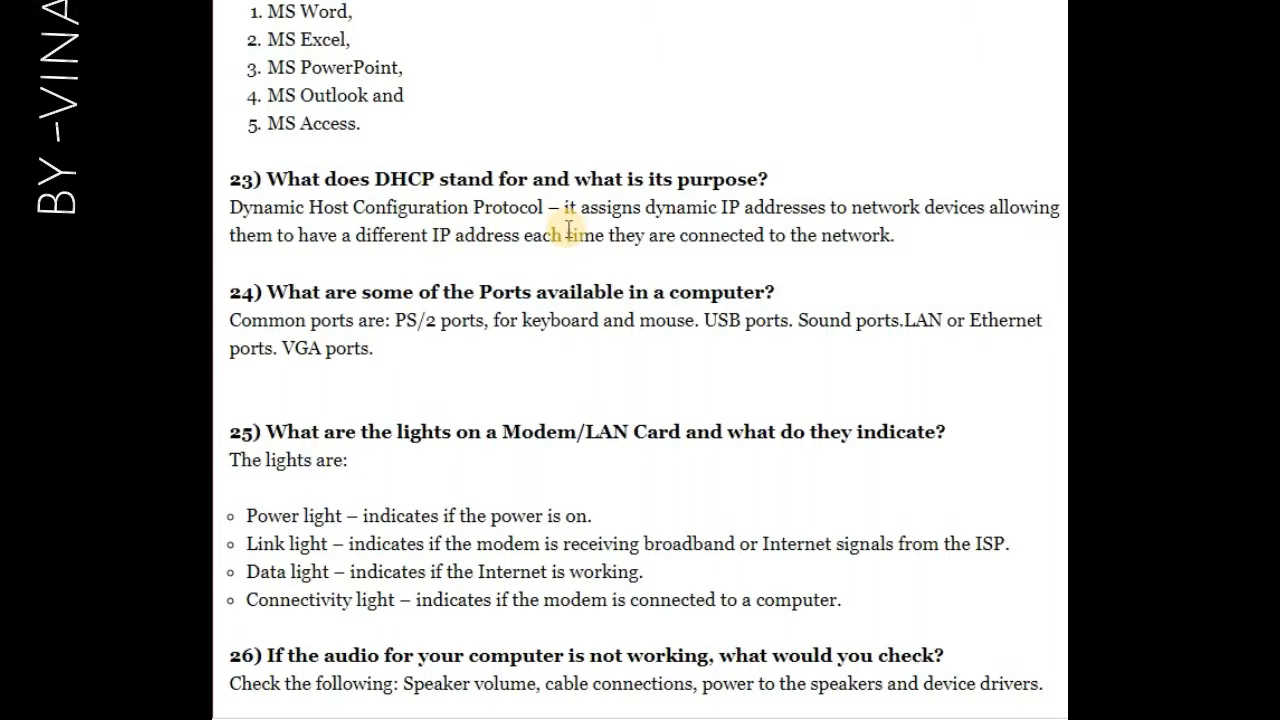 BY –VINA
1. MS Word,
2. MS Excel,
3. MS PowerPoint,
4. MS Outlook and
5. MS Access.
23) What does DHCP stand for and what is its purpose?
Dynamic Host Configuration Protocol – it assigns dynamic IP addresses to network devices allowing
them to have a different IP address each time they are connected to the network.
24) What are some of the Ports available in a computer?
Common ports are: PS/2 ports, for keyboard and mouse. USB ports. Sound ports.LAN or Ethernet
ports. VGA ports.
25) What are the lights on a Modem/LAN Card and what do they indicate?
The lights are:
Power light – indicates if the power is on.
Link light – indicates if the modem is receiving broadband or Internet signals from the ISP.
Data light – indicates if the Internet is working.
Connectivity light – indicates if the modem is connected to a computer.
26) If the audio for your computer is not working, what would you check?
Check the following: Speaker volume, cable connections, power to the speakers and device drivers.